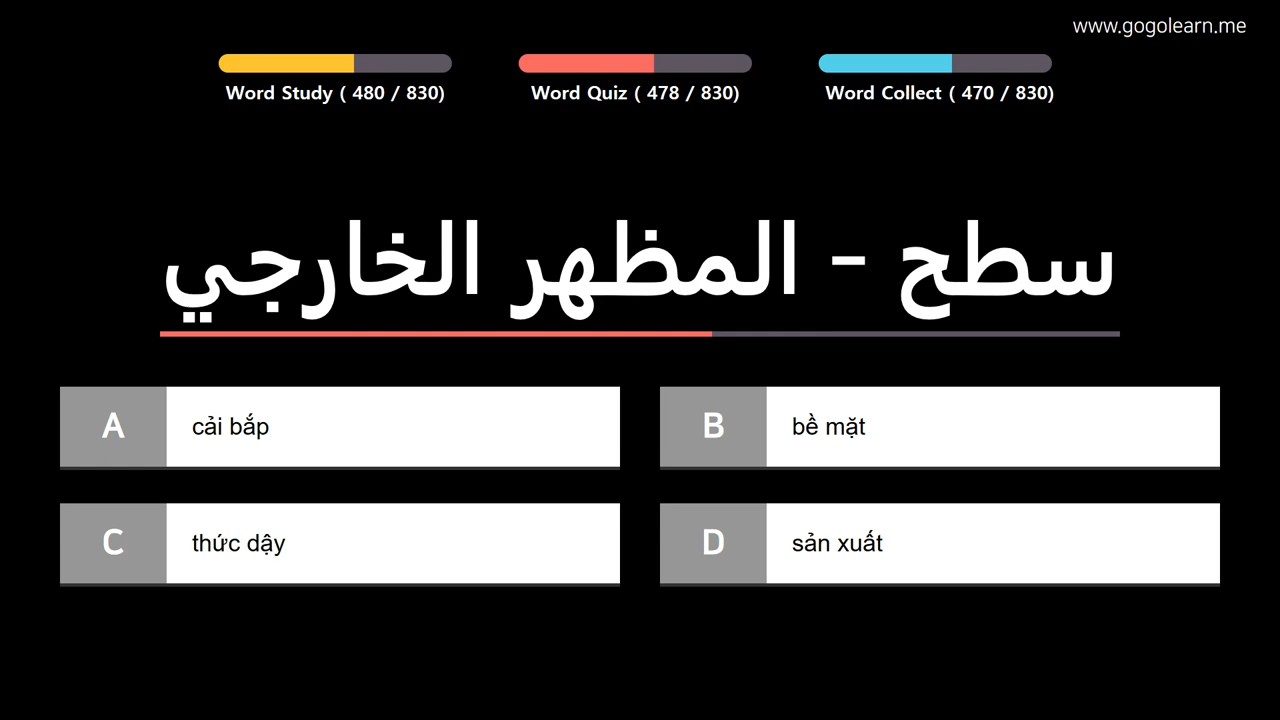 www.gogolearn.me
Word Study ( 480 / 830)
Word Quiz ( 478 / 830)
Word Collect ( 470 / 830)
سطح - المظهر الخارجي
A
cải bắp
B
bề mặt
C
thức dậy
D
sản xuất